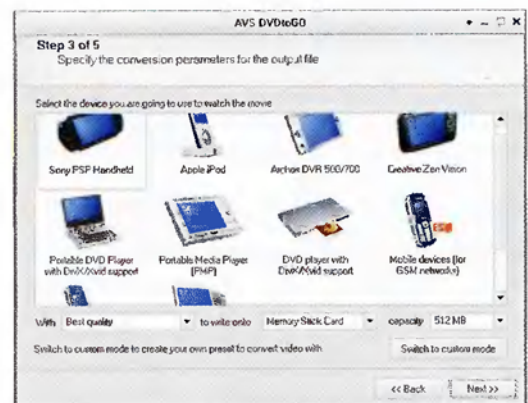 AVS DVDtoGO
Step 3 of 5
Specify the conversion parameters for the output file
Select the device you are going to use to watch the movie
Sony PSP Handheld
Apple iPod
Archos DVR 500/700
Creative Zen Vision
Portable DVD Player
with DivX/Xvid support
Portable Media Player
(PMP)
DVD player with
DivX/Xvid support
Mobile devices (for
GSM networks)
With Best quality to write onto Memory Stick Card capacity 512 MB
Switch to custom mode to create your own preset to convert video with Switch to custom mode
<< Back Next >>